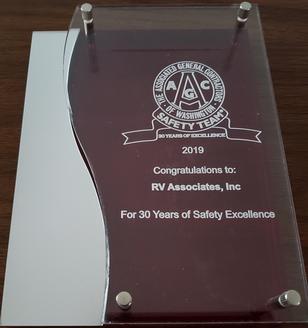 THE ASSOCIATED GENERAL CONTRACTORS
AGC
OF WASHINGTON
SAFETY TEAM
30 YEARS OF EXCELLENCE
2019
Congratulations to:
RV Associates, Inc
For 30 Years of Safety Excellence